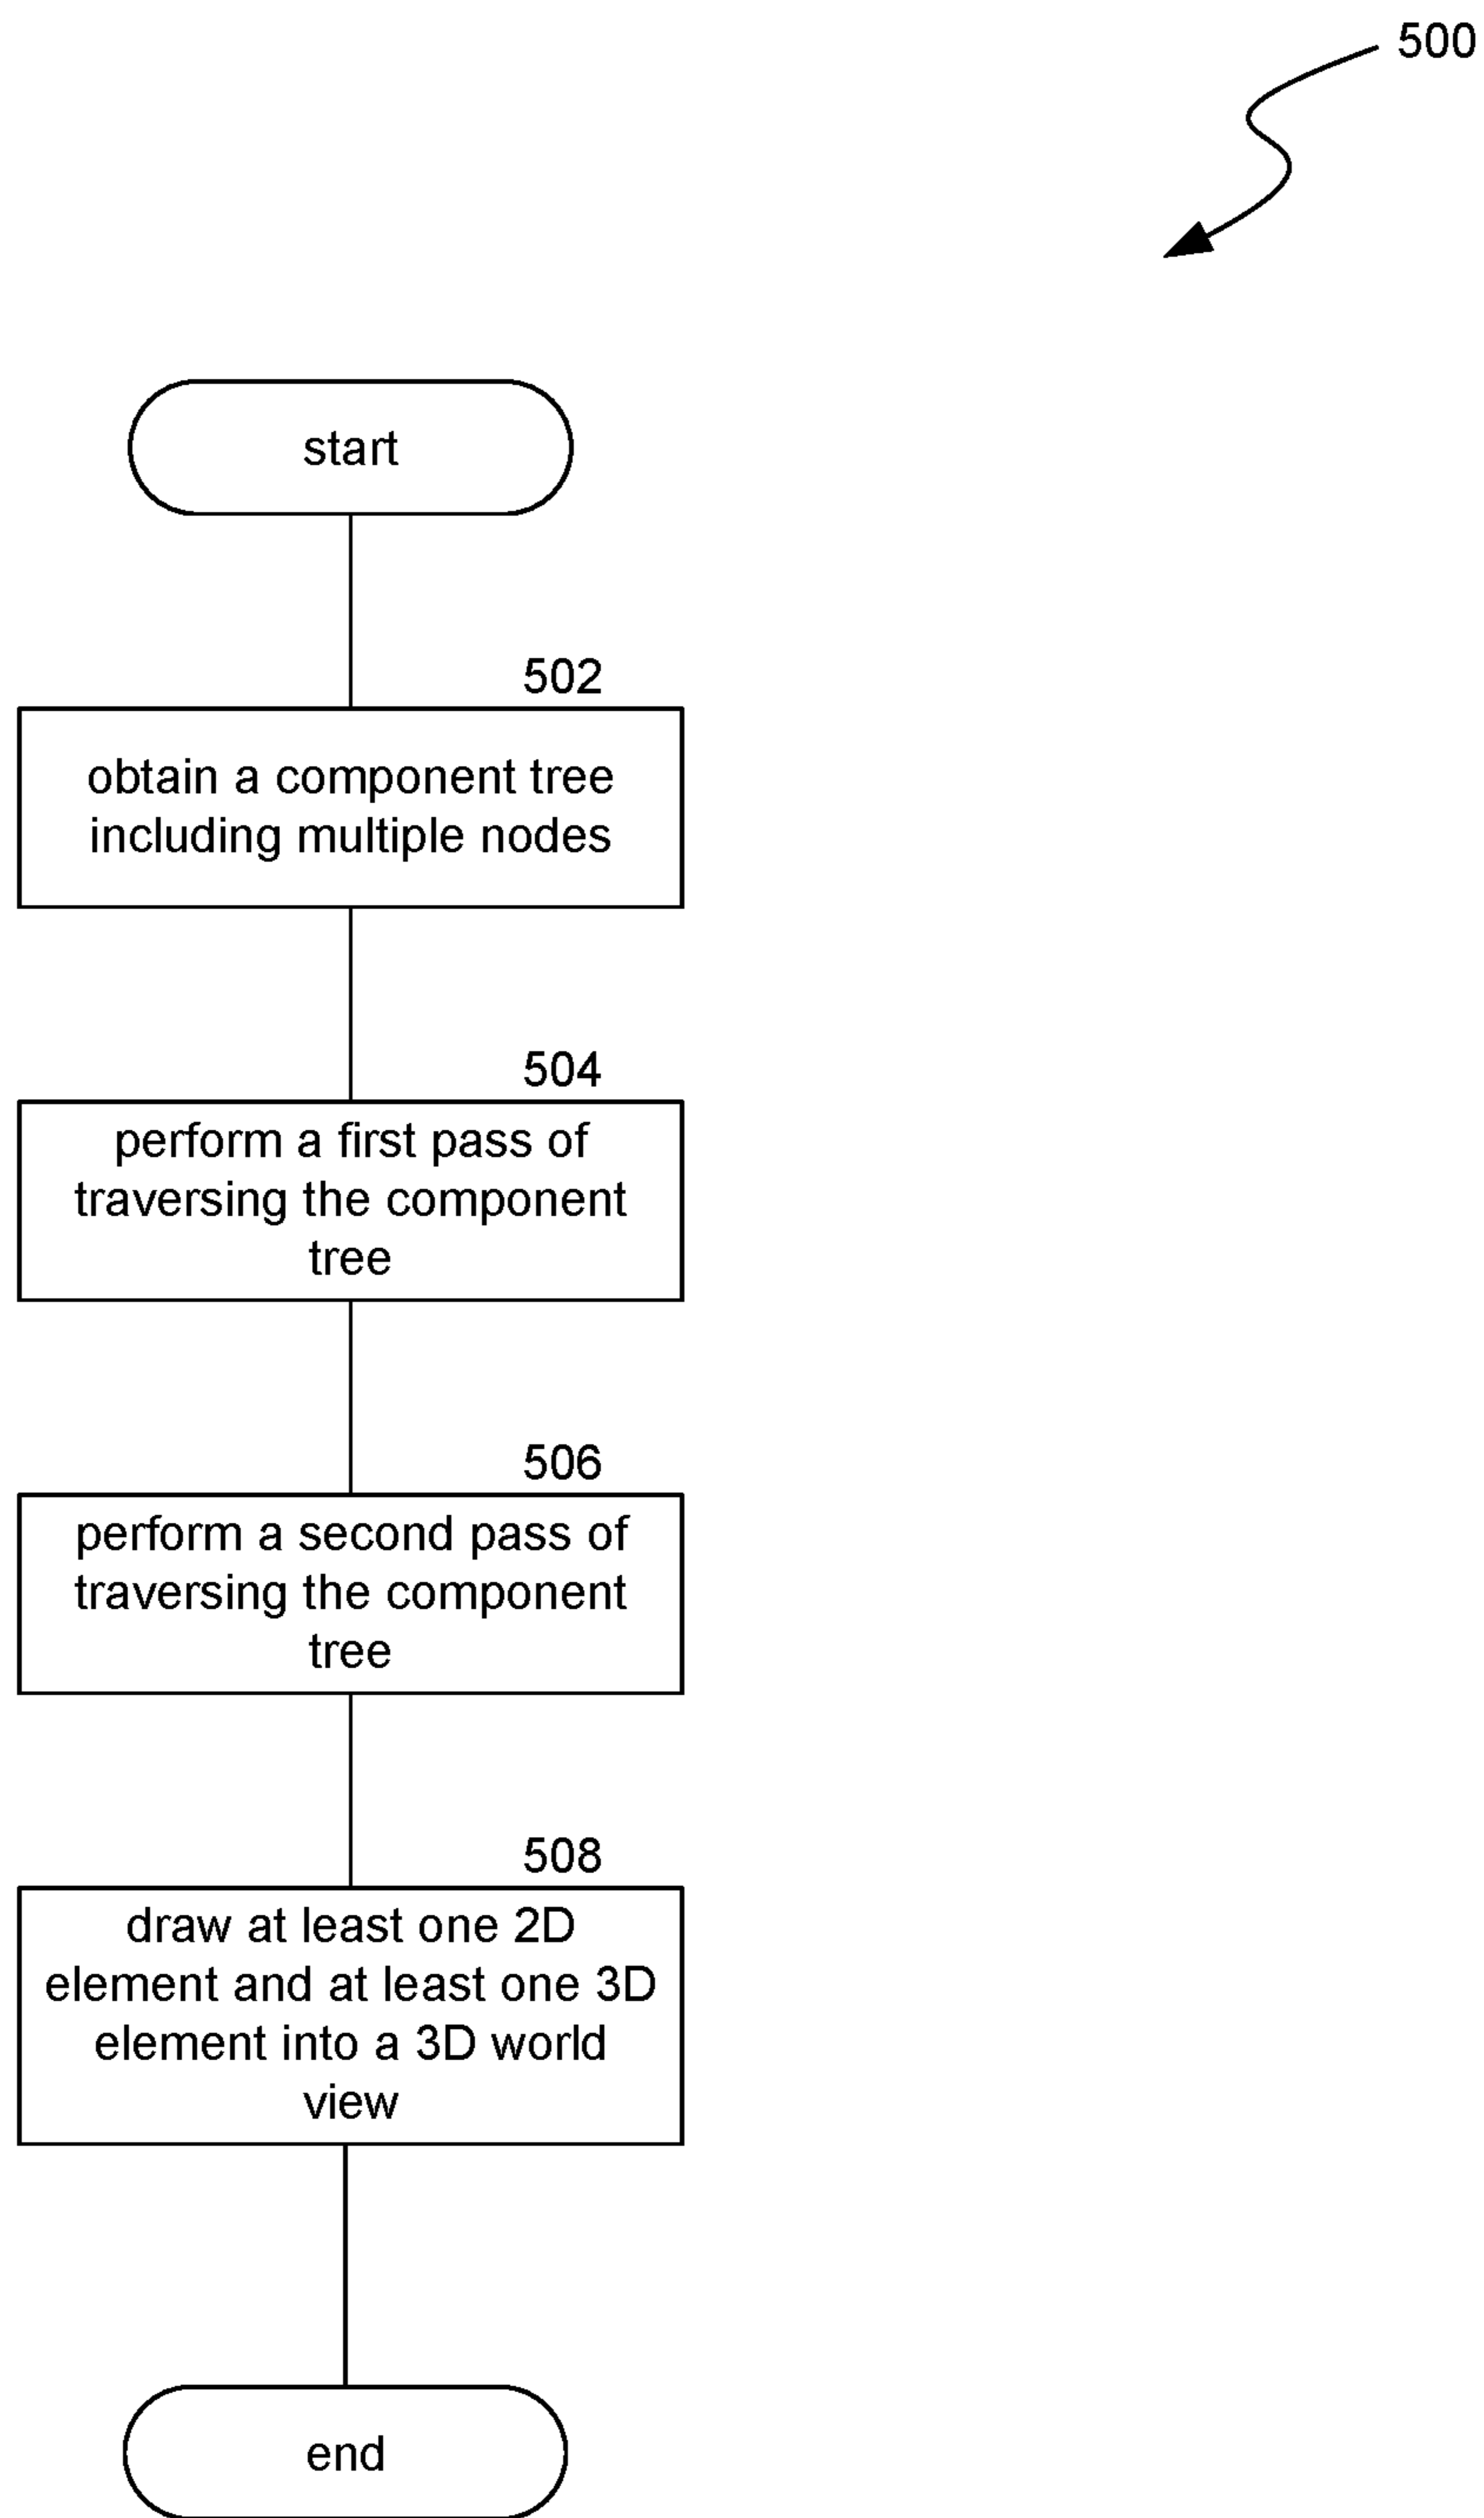 500
start
502
obtain a component tree
including multiple nodes
504
perform a first pass of
traversing the component
tree
506
perform a second pass of
traversing the component
tree
508
draw at least one 2D
element and at least one 3D
element into a 3D world
view
end